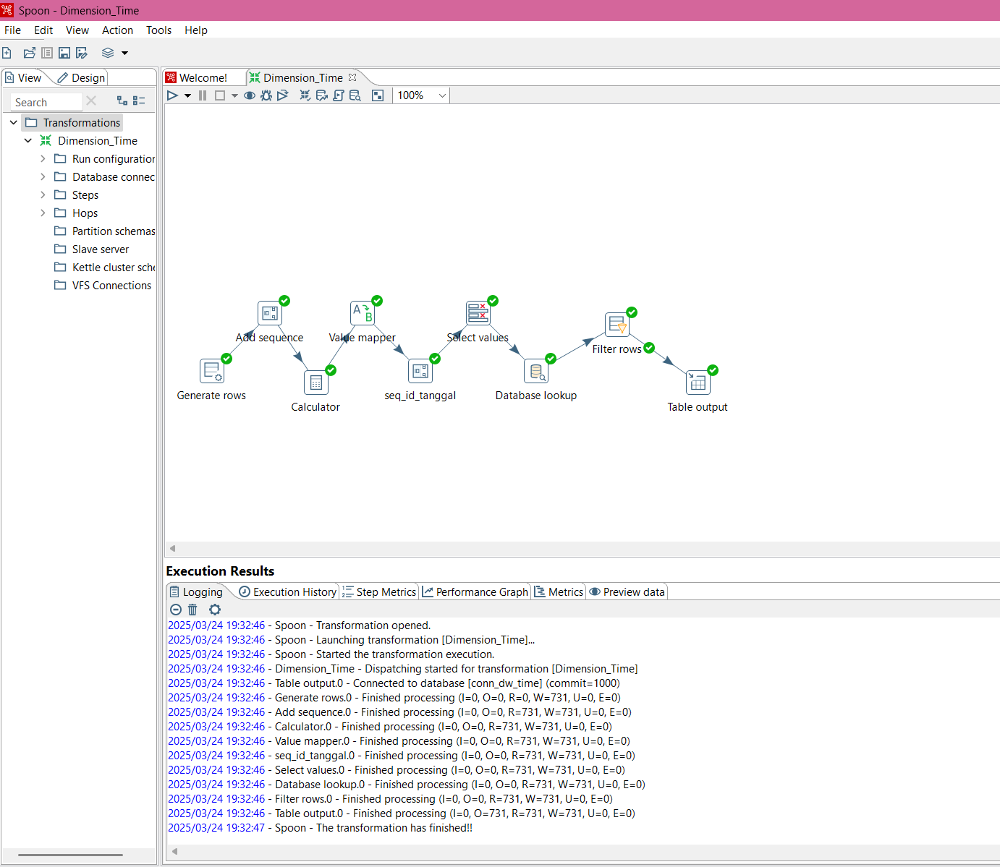 Spoon - Dimension_Time
File Edit View Action Tools Help
View Design
Welcome! Dimension_Time
Search
100%
Transformations
Dimension_Time
Run configuration
Database connec
Steps
Hops
Partition schemas
Slave server
Kettle cluster sche
VFS Connections
A B
Add sequence Value mapper Select values
Filter rows
Generate rows seq_id_tanggal Database lookup
Calculator Table output
Execution Results
Logging Execution History Step Metrics Performance Graph Metrics Preview data
2025/03/24 19:32:46 - Spoon - Transformation opened.
2025/03/24 19:32:46 - Spoon - Launching transformation [Dimension_Time]...
2025/03/24 19:32:46 - Spoon - Started the transformation execution.
2025/03/24 19:32:46 - Dimension_Time - Dispatching started for transformation [Dimension_Time]
2025/03/24 19:32:46 - Table output.0 - Connected to database [conn_dw_time] (commit=1000)
2025/03/24 19:32:46 - Generate rows.0 - Finished processing (I=0, O=0, R=0, W=731, U=0, E=0)
2025/03/24 19:32:46 - Add sequence.0 - Finished processing (I=0, O=0, R=731, W=731, U=0, E=0)
2025/03/24 19:32:46 - Calculator.0 - Finished processing (I=0, O=0, R=731, W=731, U=0, E=0)
2025/03/24 19:32:46 - Value mapper.0 - Finished processing (I=0, O=0, R=731, W=731, U=0, E=0)
2025/03/24 19:32:46 - seq_id_tanggal.0 - Finished processing (I=0, O=0, R=731, W=731, U=0, E=0)
2025/03/24 19:32:46 - Select values.0 - Finished processing (I=0, O=0, R=731, W=731, U=0, E=0)
2025/03/24 19:32:46 - Database lookup.0 - Finished processing (I=0, O=0, R=731, W=731, U=0, E=0)
2025/03/24 19:32:46 - Filter rows.0 - Finished processing (I=0, O=0, R=731, W=731, U=0, E=0)
2025/03/24 19:32:46 - Table output.0 - Finished processing (I=0, O=731, R=731, W=731, U=0, E=0)
2025/03/24 19:32:47 - Spoon - The transformation has finished!!